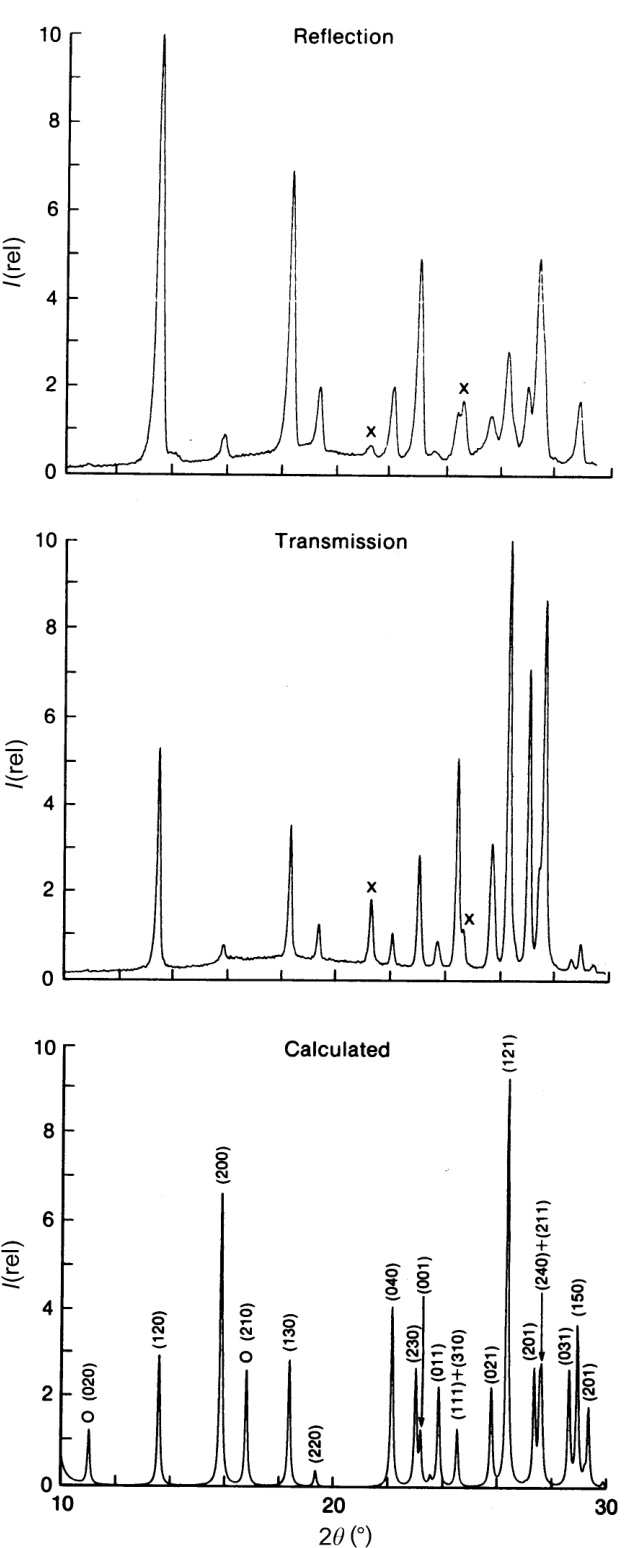 Reflection
10
8
6
4
2
0
I(rel)
x
x
Transmission
10
8
6
4
2
0
I(rel)
x
x
Calculated
10
8
6
4
2
0
I(rel)
O (020)
(120)
(200)
O (210)
(130)
(220)
(040)
(230)
(001)
(011)
(111)+(310)
(021)
(121)
(201)
(240)+(211)
(031)
(150)
(201)
10
20
30
2θ (°)